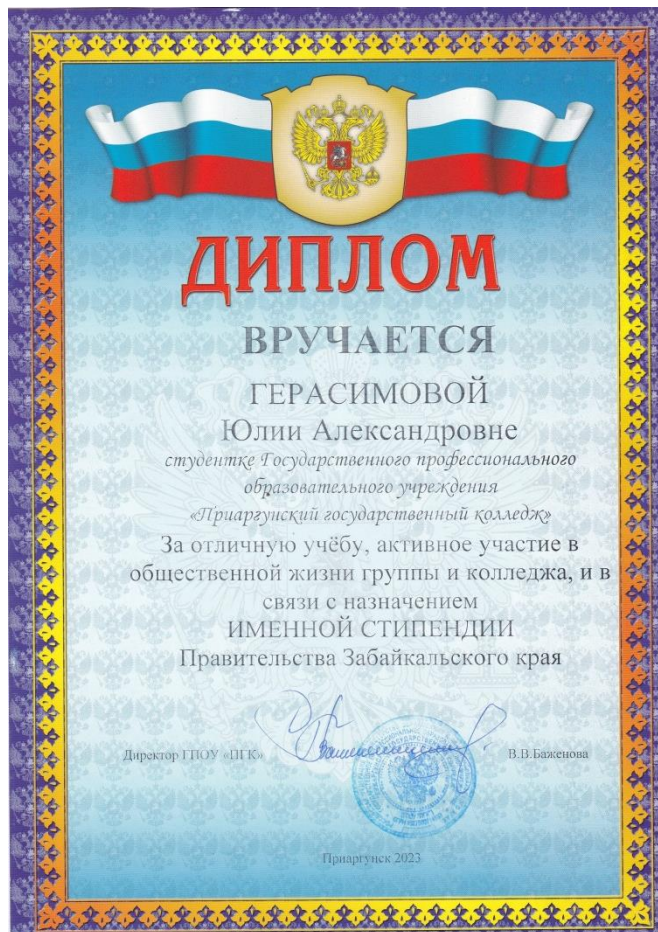 ДИПЛОМ
ВРУЧАЕТСЯ
ГЕРАСИМОВОЙ
Юлии Александровне
студентке Государственного профессионального
образовательного учреждения
«Приаргунский государственный колледж»
За отличную учёбу, активное участие в
общественной жизни группы и колледжа, и в
связи с назначением
ИМЕННОЙ СТИПЕНДИИ
Правительства Забайкальского края
Директор ГПОУ «ПГК» В.В.Баженова
Приаргунск 2023